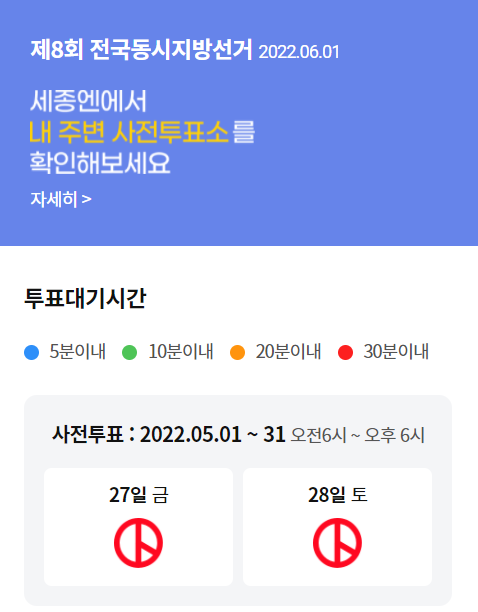 제8회 전국동시지방선거 2022.06.01
세종엔에서
내 주변 사전투표소를
확인해보세요
자세히 >
투표대기시간
5분이내 10분이내 20분이내 30분이내
사전투표 : 2022.05.01 ~ 31 오전6시 ~ 오후 6시
27일 금 28일 토